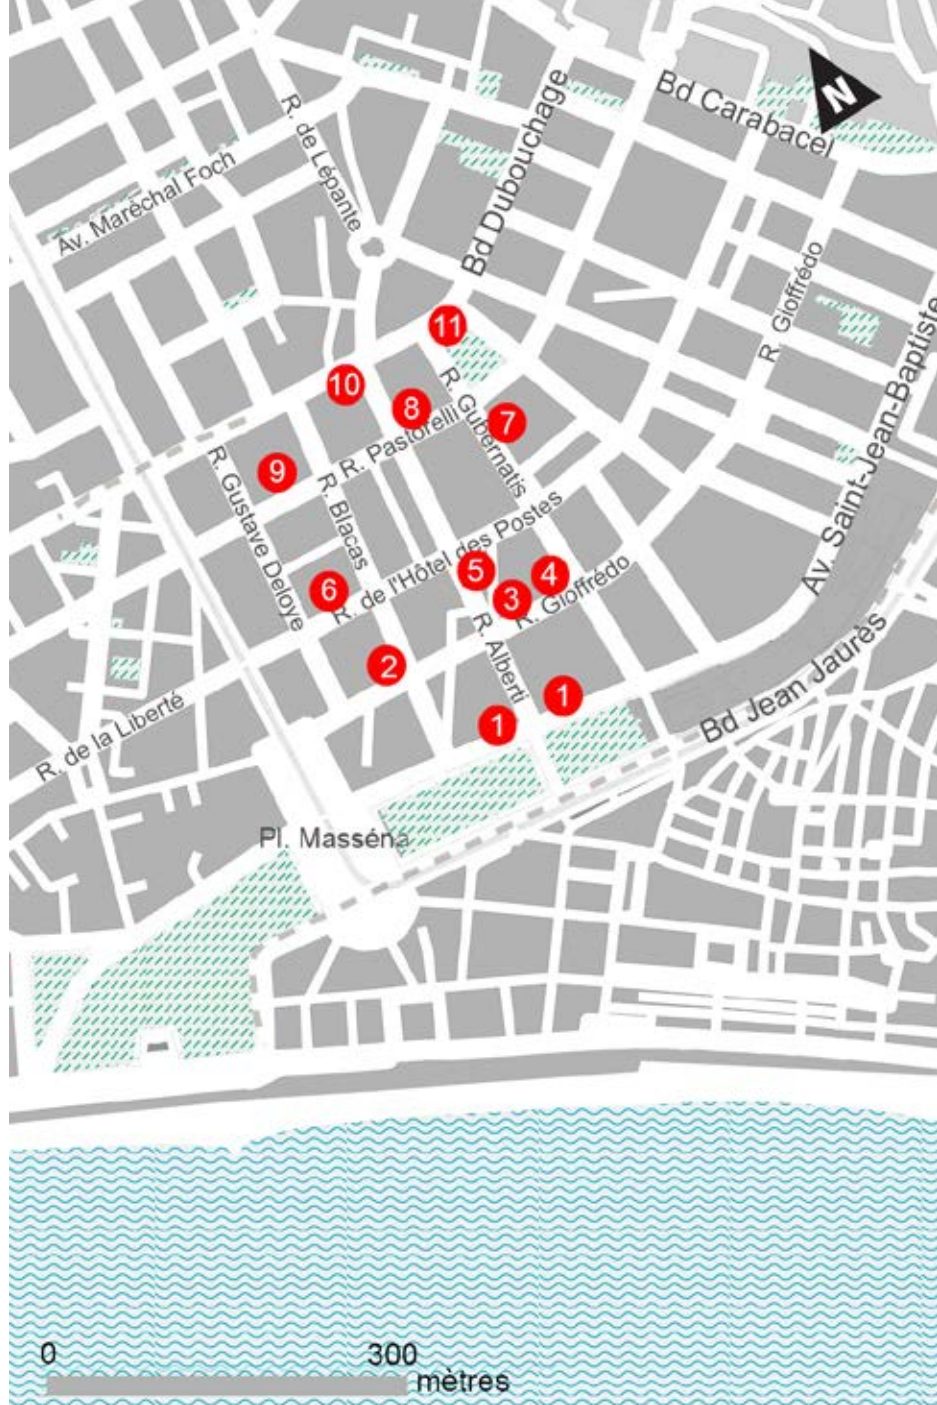 N
Bd Carabacel
R. de Lépante
Bd Dubouchage
Av. Maréchal Foch
R. Gioffrédo
Av. Saint-Jean-Baptiste
11
10
8
R. Gubernatis
7
R. Pastorelli
9
R. Gustave Deloye
R. Blacas
R. de l'Hôtel des Postes
5
4
6
3
R. Gioffrédo
R. Alberti
2
1
1
Bd Jean Jaurès
R. de la Liberté
Pl. Masséna
0
300
mètres